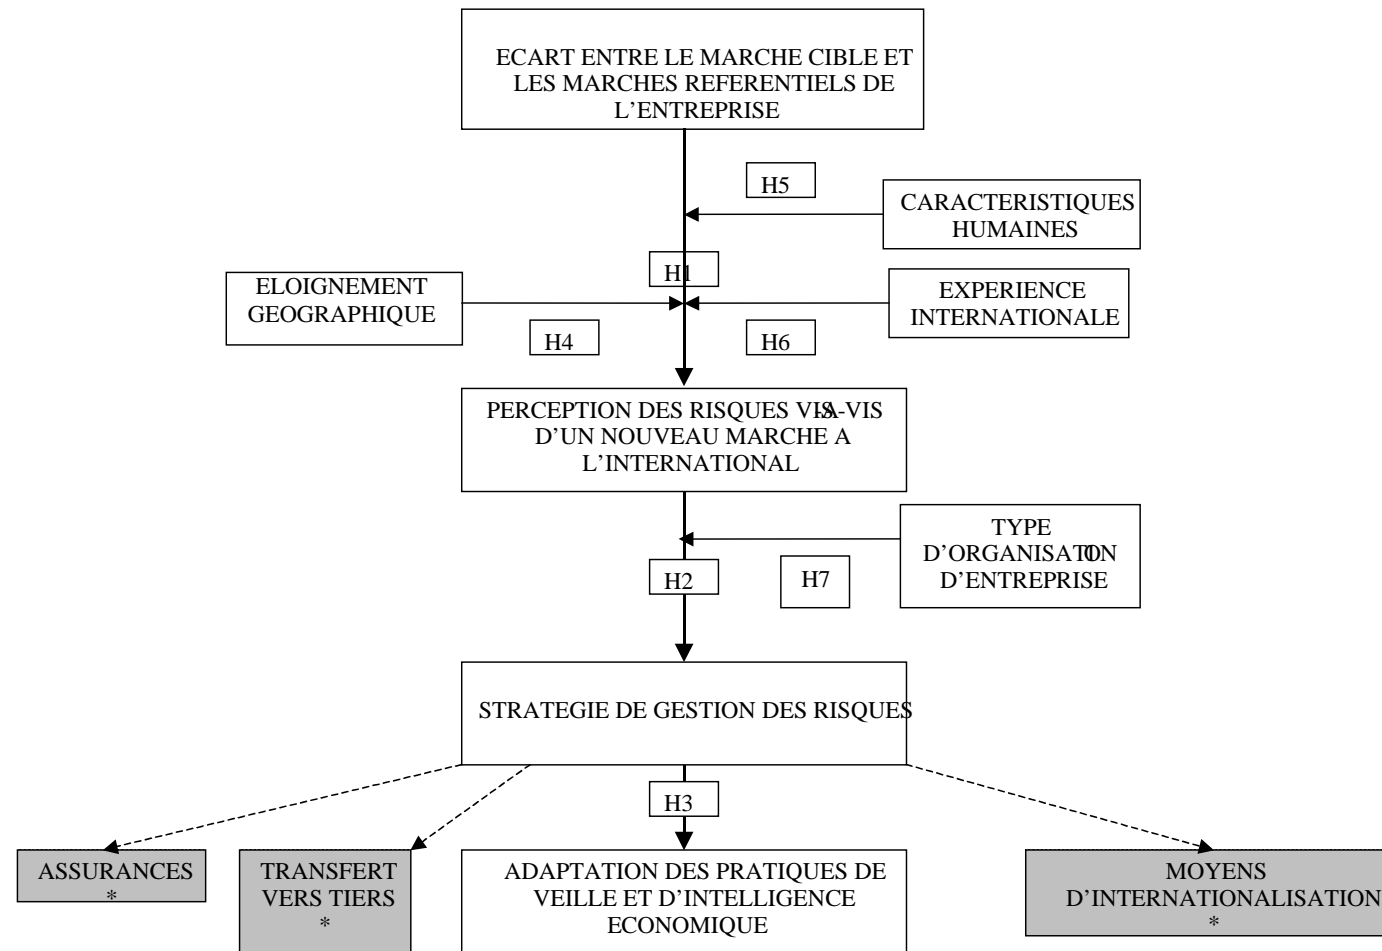 ECART ENTRE LE MARCHE CIBLE ET
LES MARCHES REFERENTIELS DE
L’ENTREPRISE
H5
CARACTERISTIQUES
HUMAINES
H1
ELOIGNEMENT
GEOGRAPHIQUE
EXPERIENCE
INTERNATIONALE
H4
H6
PERCEPTION DES RISQUES VIS-A-VIS
D’UN NOUVEAU MARCHE A
L’INTERNATIONAL
TYPE
D’ORGANISATION
D’ENTREPRISE
H2
H7
STRATEGIE DE GESTION DES RISQUES
H3
ASSURANCES
*
TRANSFERT
VERS TIERS
*
ADAPTATION DES PRATIQUES DE
VEILLE ET D’INTELLIGENCE
ECONOMIQUE
MOYENS
D’INTERNATIONALISATION
*